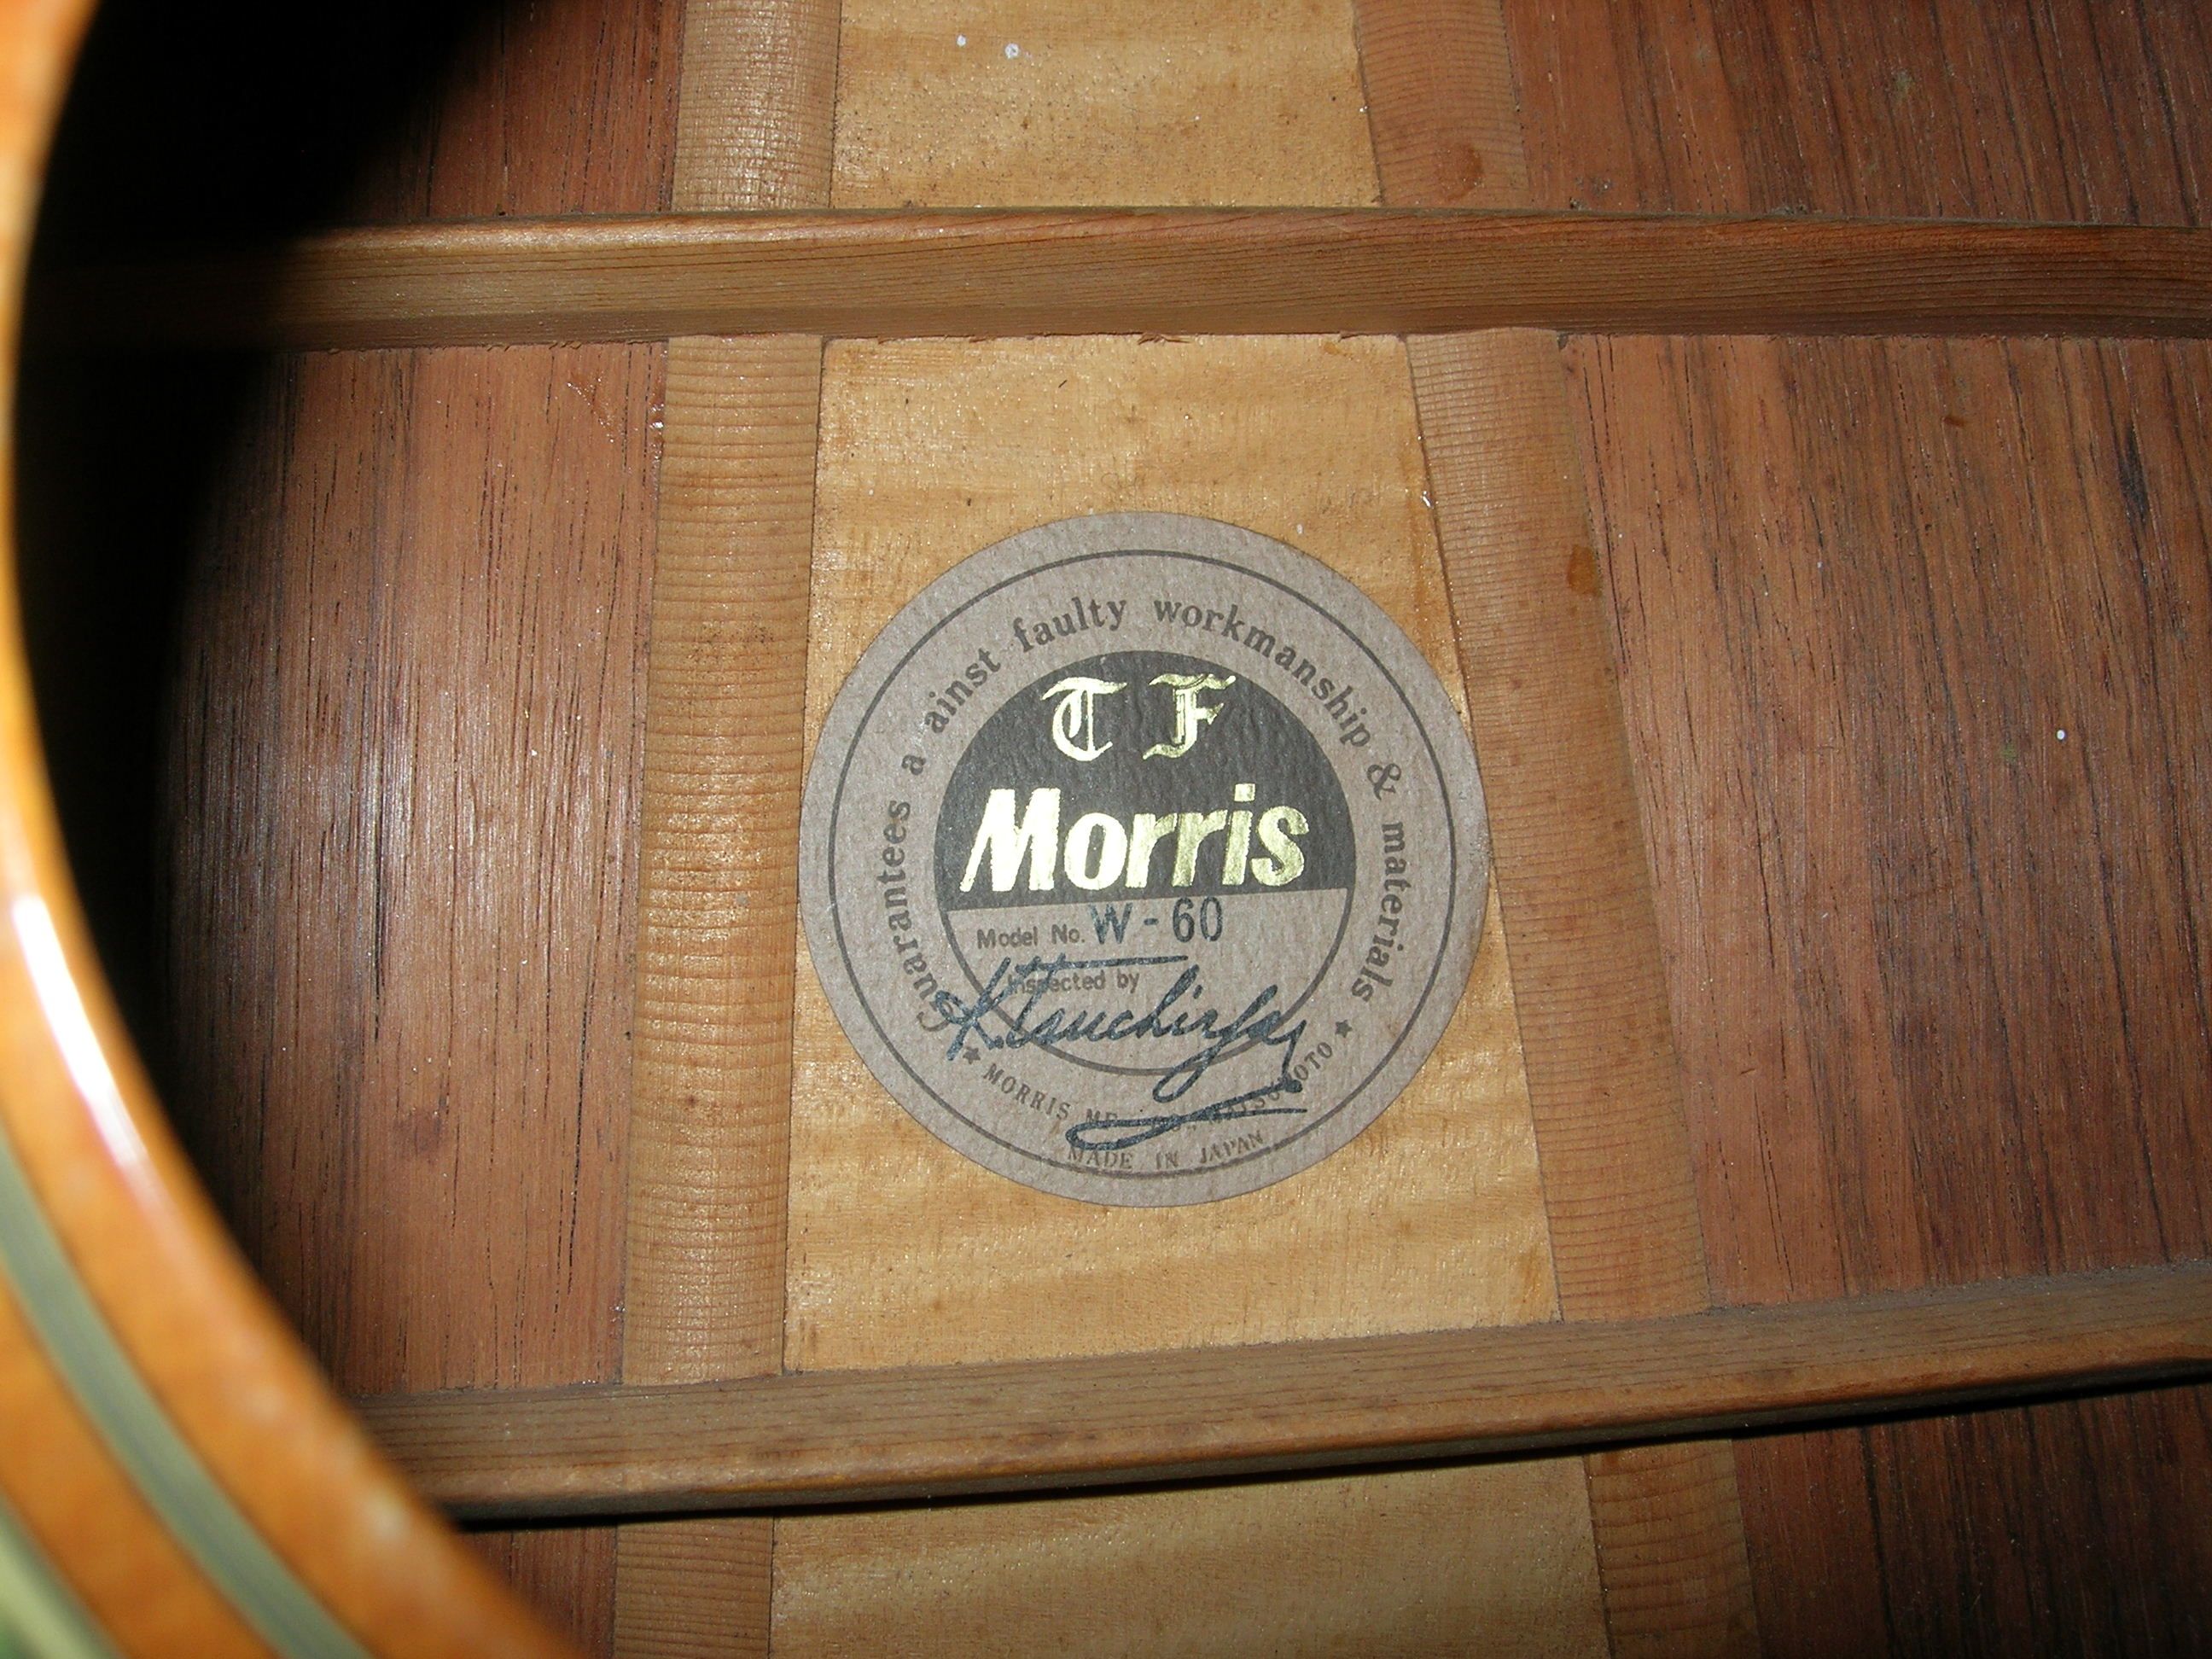 Guarantees a ainst faulty workmanship & materials
T F
Morris
Model No. W-60
Inspected by
★ MORRIS ★
MADE IN JAPAN